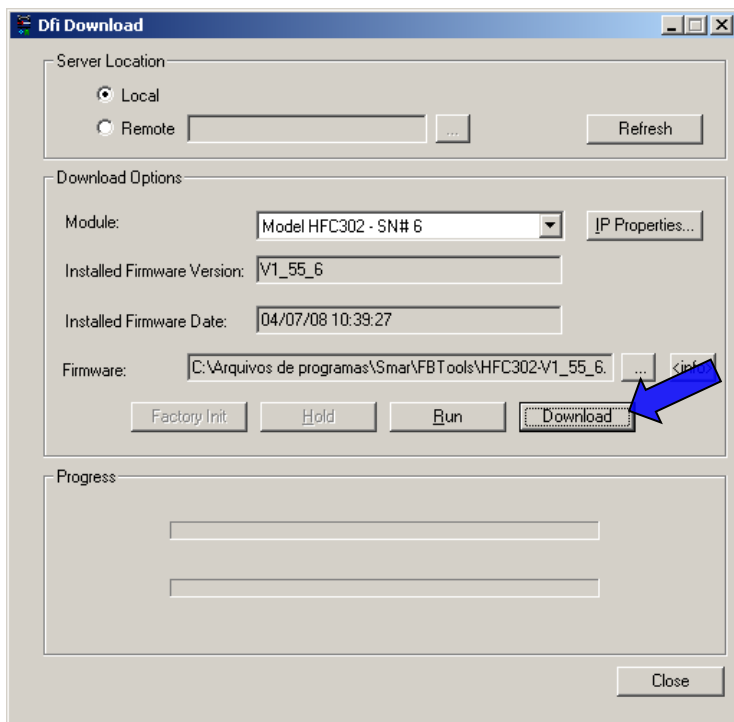 Dfi Download
Server Location
Local
Remote
...
Refresh
Download Options
Module:
Model HFC302 - SN# 6
IP Properties...
Installed Firmware Version:
V1_55_6
Installed Firmware Date:
04/07/08 10:39:27
Firmware:
C:\Arquivos de programas\Smar\FBTools\HFC302-V1_55_6.
...
<info>
Factory Init
Hold
Run
Download
Progress
Close